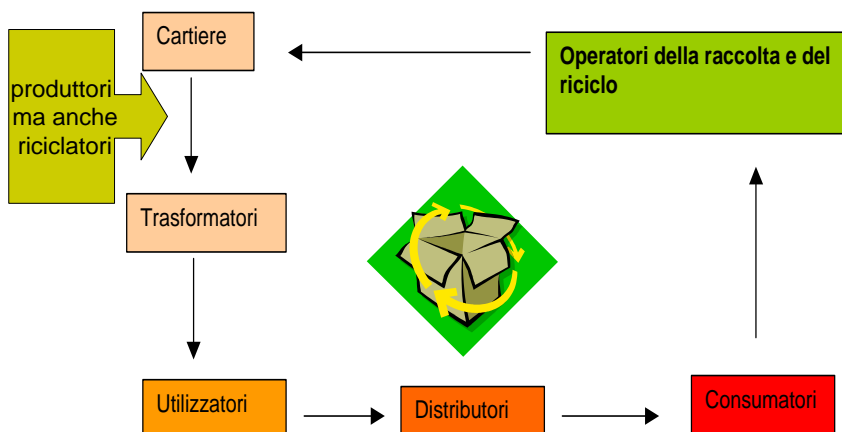 Cartiere
Operatori della raccolta e del
riciclo
produttori
ma anche
riciclatori
Trasformatori
Utilizzatori
Distributori
Consumatori